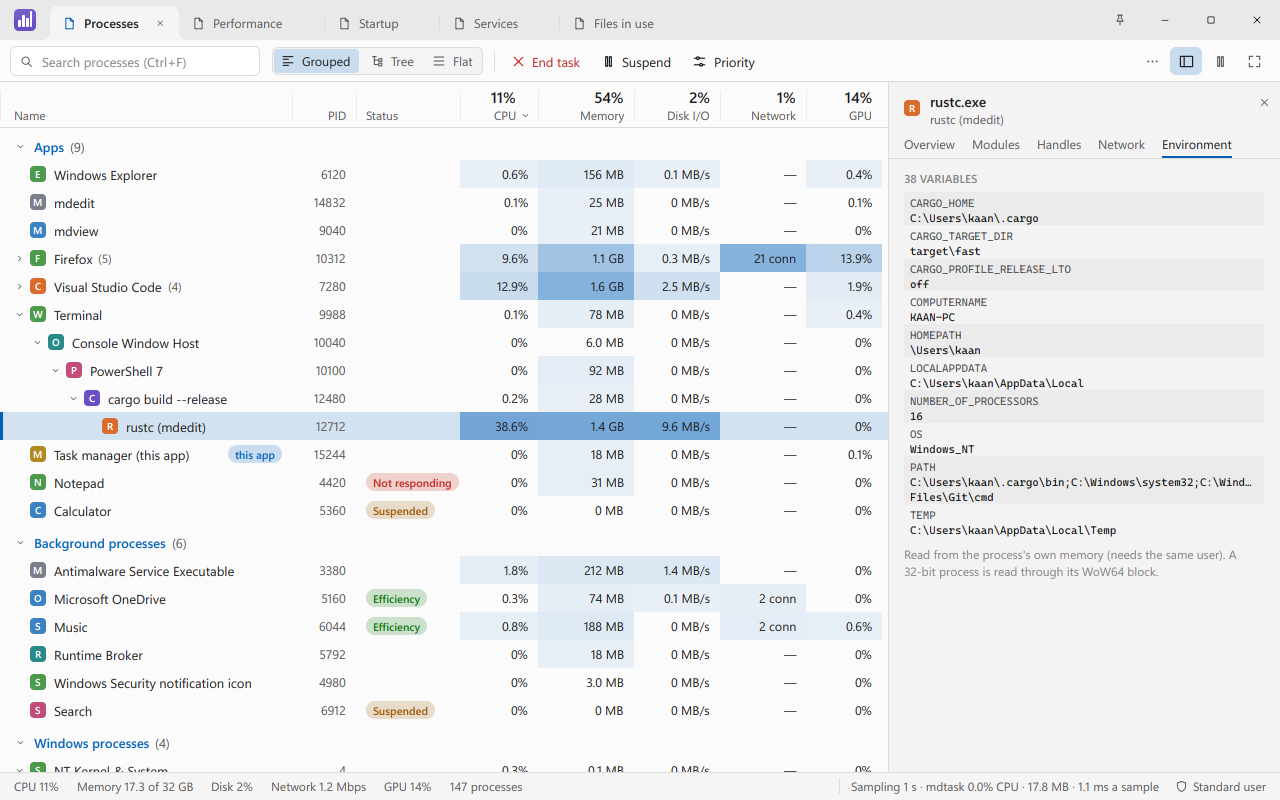 Processes ×
Performance
Startup
Services
Files in use
Search processes (Ctrl+F)
Grouped
Tree
Flat
End task
Suspend
Priority
Name
PID
Status
11% CPU
54% Memory
2% Disk I/O
1% Network
14% GPU
Apps (9)
E Windows Explorer 6120 0.6% 156 MB 0.1 MB/s — 0.4%
M mdedit 14832 0.1% 25 MB 0 MB/s — 0.1%
M mdview 9040 0% 21 MB 0 MB/s — 0%
F Firefox (5) 10312 9.6% 1.1 GB 0.3 MB/s 21 conn 13.9%
C Visual Studio Code (4) 7280 12.9% 1.6 GB 2.5 MB/s — 1.9%
W Terminal 9988 0.1% 78 MB 0 MB/s — 0.4%
O Console Window Host 10040 0% 6.0 MB 0 MB/s — 0%
P PowerShell 7 10100 0% 92 MB 0 MB/s — 0%
C cargo build --release 12480 0.2% 28 MB 0 MB/s — 0%
R rustc (mdedit) 12712 38.6% 1.4 GB 9.6 MB/s — 0%
M Task manager (this app) this app 15244 0% 18 MB 0 MB/s — 0.1%
N Notepad 4420 Not responding 0% 31 MB 0 MB/s — 0%
C Calculator 5360 Suspended 0% 0 MB 0 MB/s — 0%
Background processes (6)
M Antimalware Service Executable 3380 1.8% 212 MB 1.4 MB/s — 0%
O Microsoft OneDrive 5160 Efficiency 0.3% 74 MB 0.1 MB/s 2 conn 0%
S Music 6044 Efficiency 0.8% 188 MB 0 MB/s 2 conn 0.6%
R Runtime Broker 5792 0% 18 MB 0 MB/s — 0%
S Windows Security notification icon 4980 0% 3.0 MB 0 MB/s — 0%
S Search 6912 Suspended 0% 0 MB 0 MB/s — 0%
Windows processes (4)
S NT Kernel & System 4 0.3% 0.1 MB 0 MB/s — 0%
R rustc.exe
rustc (mdedit)
Overview
Modules
Handles
Network
Environment
38 VARIABLES
CARGO_HOME
C:\Users\kaan\.cargo
CARGO_TARGET_DIR
target\fast
CARGO_PROFILE_RELEASE_LTO
off
COMPUTERNAME
KAAN-PC
HOMEPATH
\Users\kaan
LOCALAPPDATA
C:\Users\kaan\AppData\Local
NUMBER_OF_PROCESSORS
16
OS
Windows_NT
PATH
C:\Users\kaan\.cargo\bin;C:\Windows\system32;C:\Wind…
Files\Git\cmd
TEMP
C:\Users\kaan\AppData\Local\Temp
Read from the process's own memory (needs the same user). A
32-bit process is read through its WoW64 block.
CPU 11%
Memory 17.3 of 32 GB
Disk 2%
Network 1.2 Mbps
GPU 14%
147 processes
Sampling 1 s · mdtask 0.0% CPU · 17.8 MB · 1.1 ms a sample
Standard user